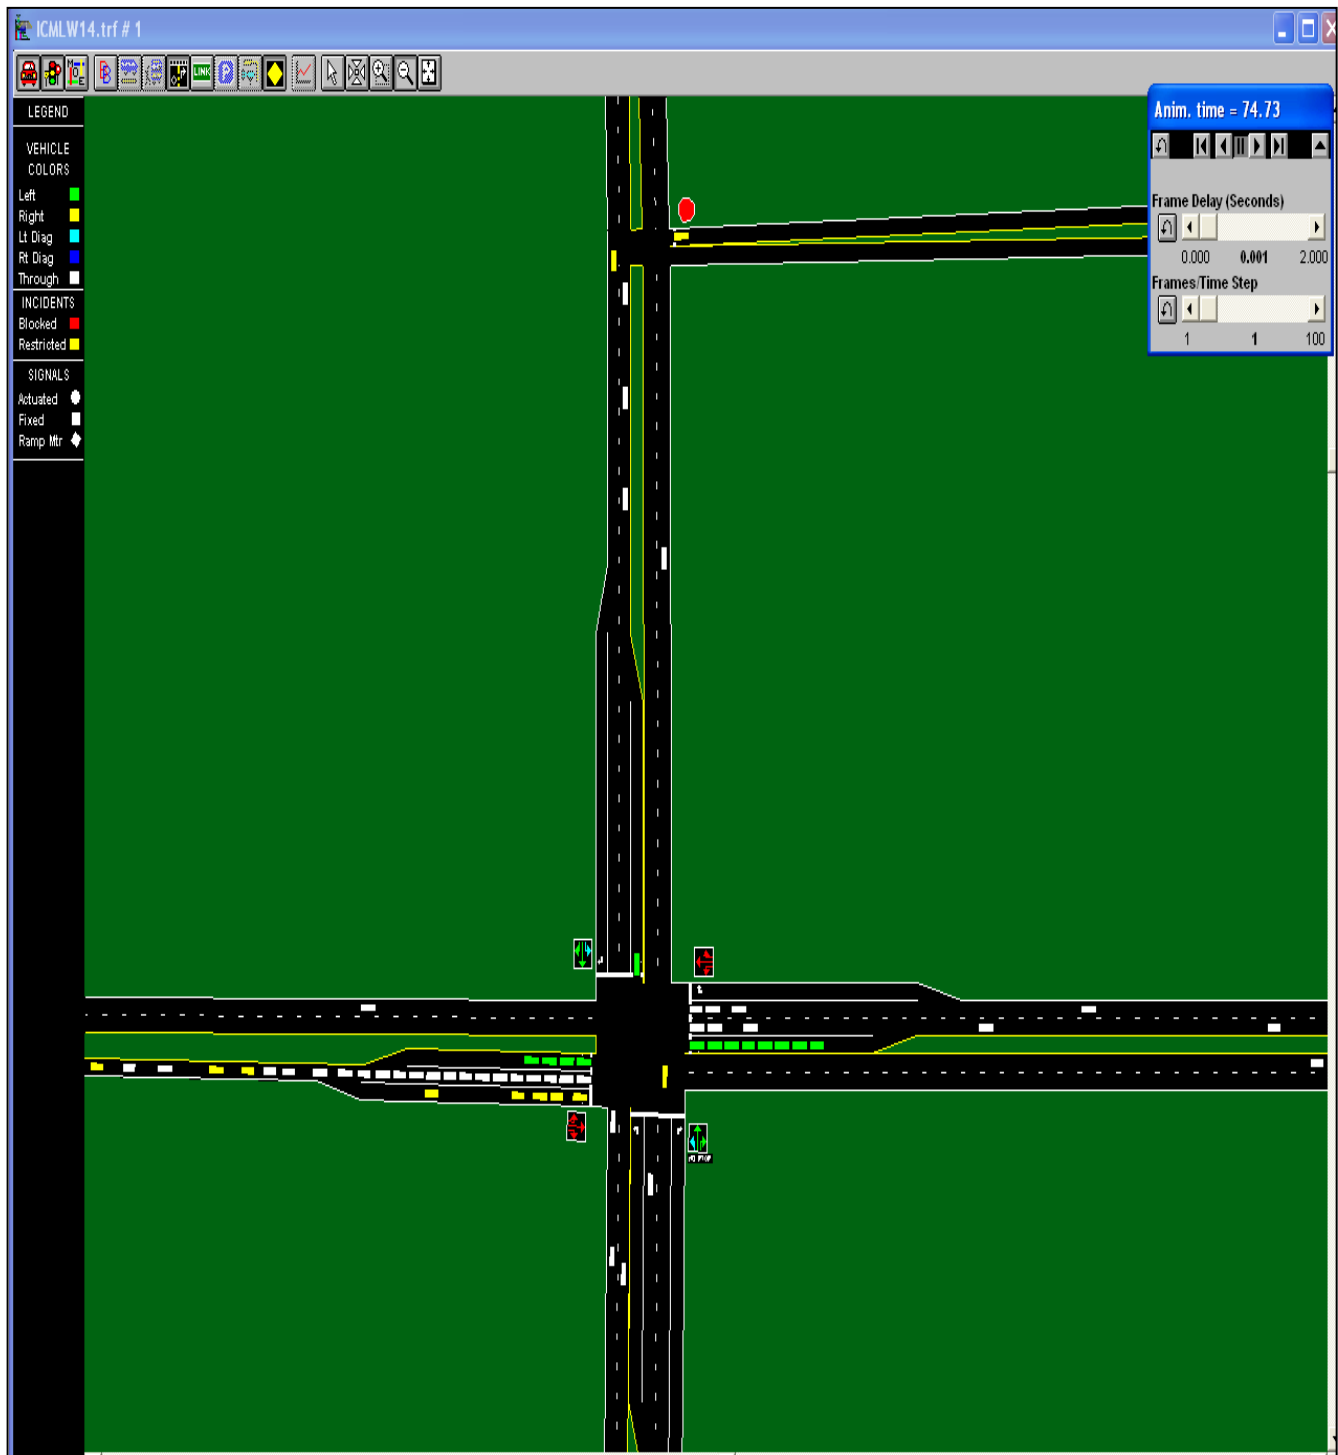 ICMLW14.trf # 1
LINK
LEGEND
VEHICLE
COLORS
Left
Right
Lt Diag
Rt Diag
Through
INCIDENTS
Blocked
Restricted
SIGNALS
Actuated
Fixed
Ramp Mtr
Anim. time = 74.73
Frame Delay (Seconds)
0.000 0.001 2.000
Frames/Time Step
1 1 100